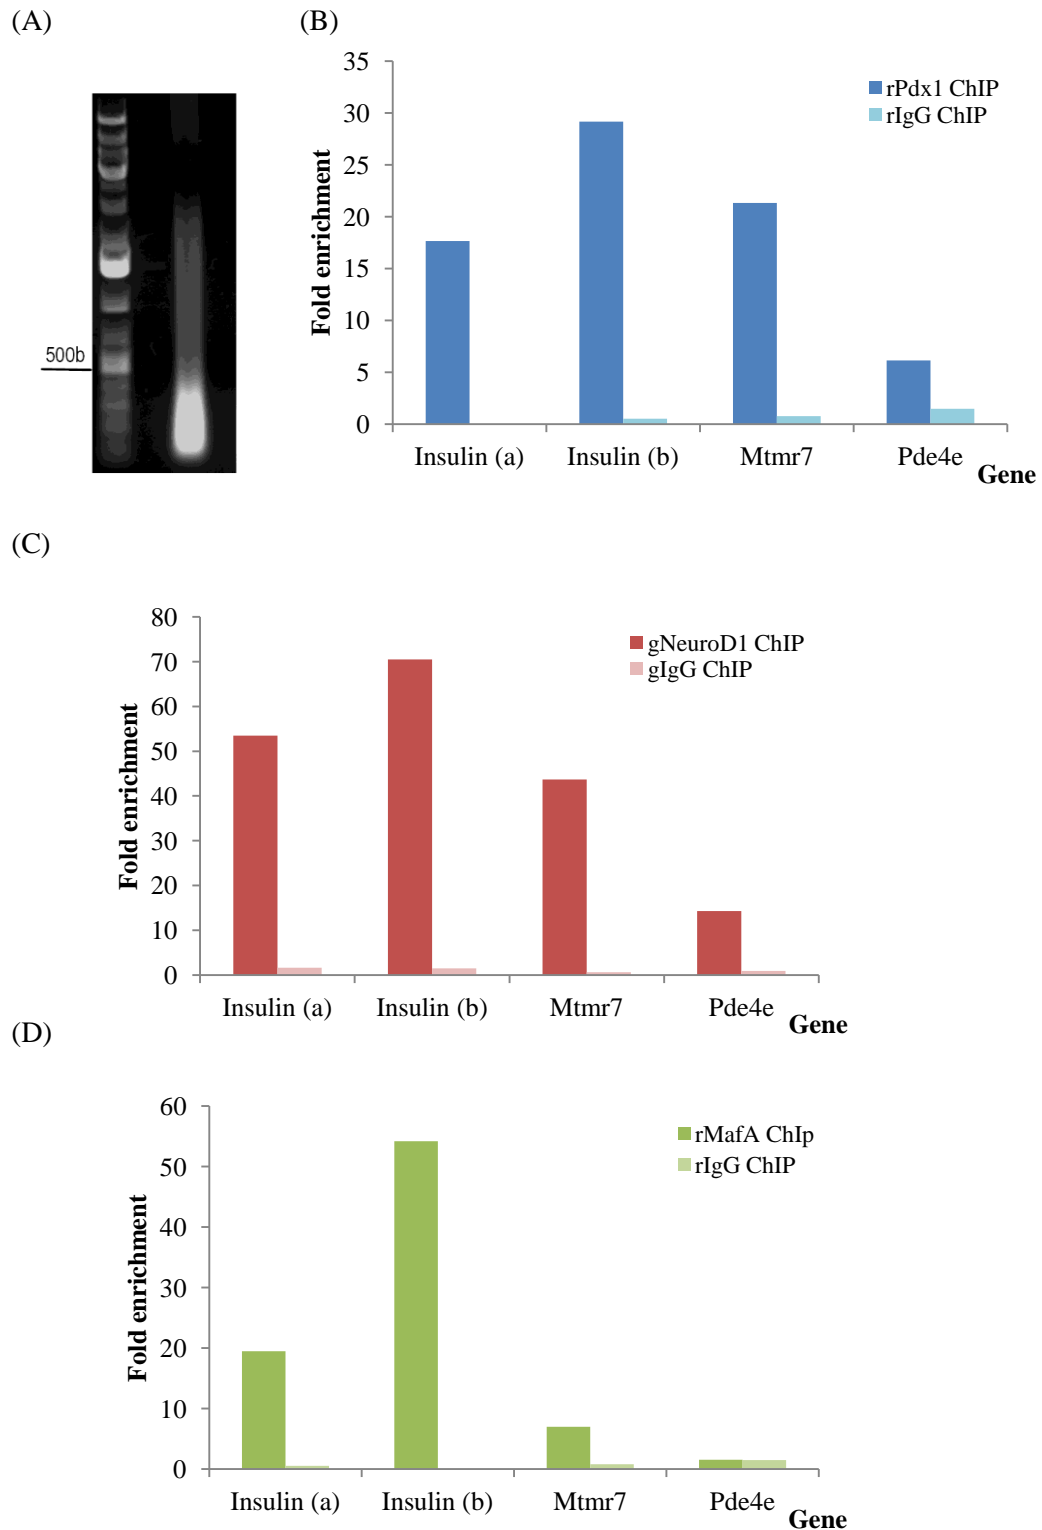 (A)
500b
(B)
35
30
25
20
15
10
5
0
Fold enrichment
rPdx1 ChIP
rIgG ChIP
Insulin (a) Insulin (b) Mtmr7 Pde4e
Gene
(C)
80
70
60
50
40
30
20
10
0
Fold enrichment
gNeuroD1 ChIP
gIgG ChIP
Insulin (a) Insulin (b) Mtmr7 Pde4e
Gene
(D)
60
50
40
30
20
10
0
Fold enrichment
rMafA ChIp
rIgG ChIP
Insulin (a) Insulin (b) Mtmr7 Pde4e
Gene